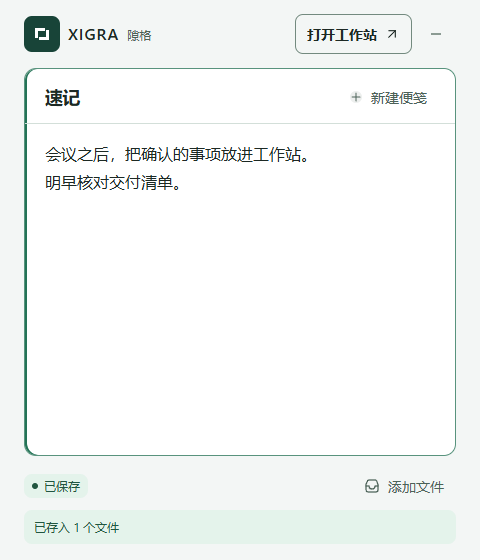 XIGRA 隙格
打开工作站
速记
新建便笺
会议之后，把确认的事项放进工作站。
明早核对交付清单。
已保存
添加文件
已存入 1 个文件